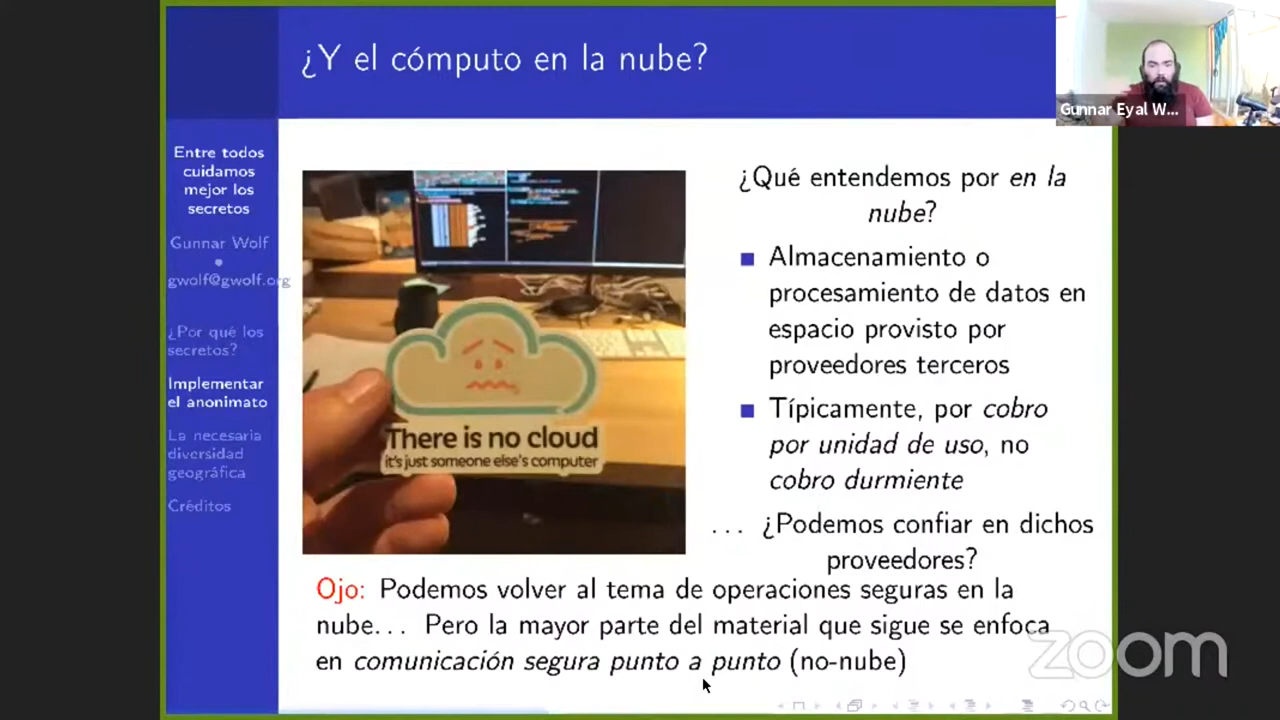 ¿Y el cómputo en la nube?
Gunnar Eyal W...
Entre todos
cuidamos
mejor los
secretos
Gunnar Wolf
gwolf@gwolf.org
¿Por qué los
secretos?
Implementar
el anonimato
La necesaria
diversidad
geográfica
Créditos
There is no cloud
it's just someone else's computer
¿Qué entendemos por en la
nube?
Almacenamiento o
procesamiento de datos en
espacio provisto por
proveedores terceros
Típicamente, por cobro
por unidad de uso, no
cobro durmiente
... ¿Podemos confiar en dichos
proveedores?
Ojo: Podemos volver al tema de operaciones seguras en la
nube... Pero la mayor parte del material que sigue se enfoca
en comunicación segura punto a punto (no-nube)
zoom